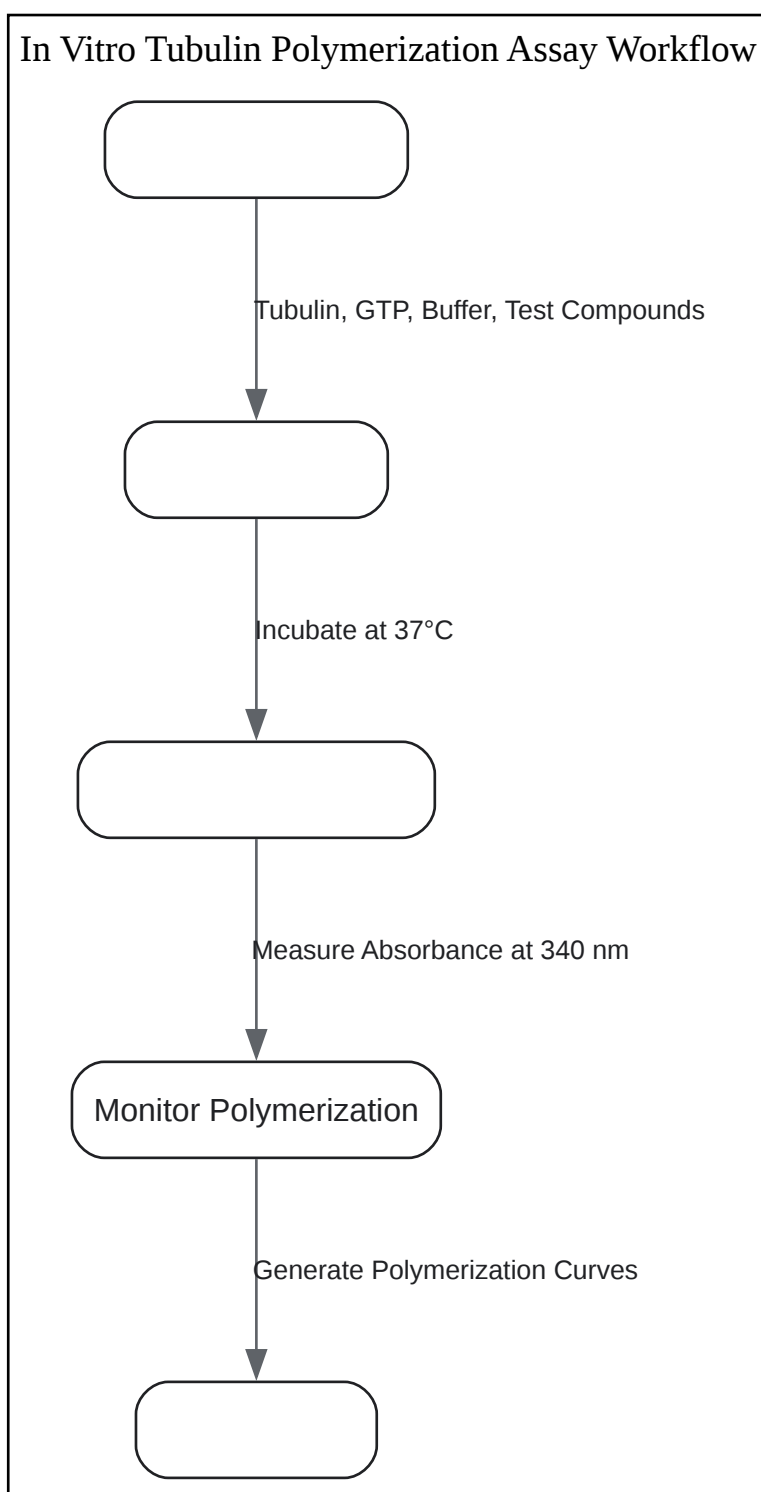 In Vitro Tubulin Polymerization Assay Workflow
Tubulin, GTP, Buffer, Test Compounds
Incubate at 37°C
Measure Absorbance at 340 nm
Monitor Polymerization
Generate Polymerization Curves